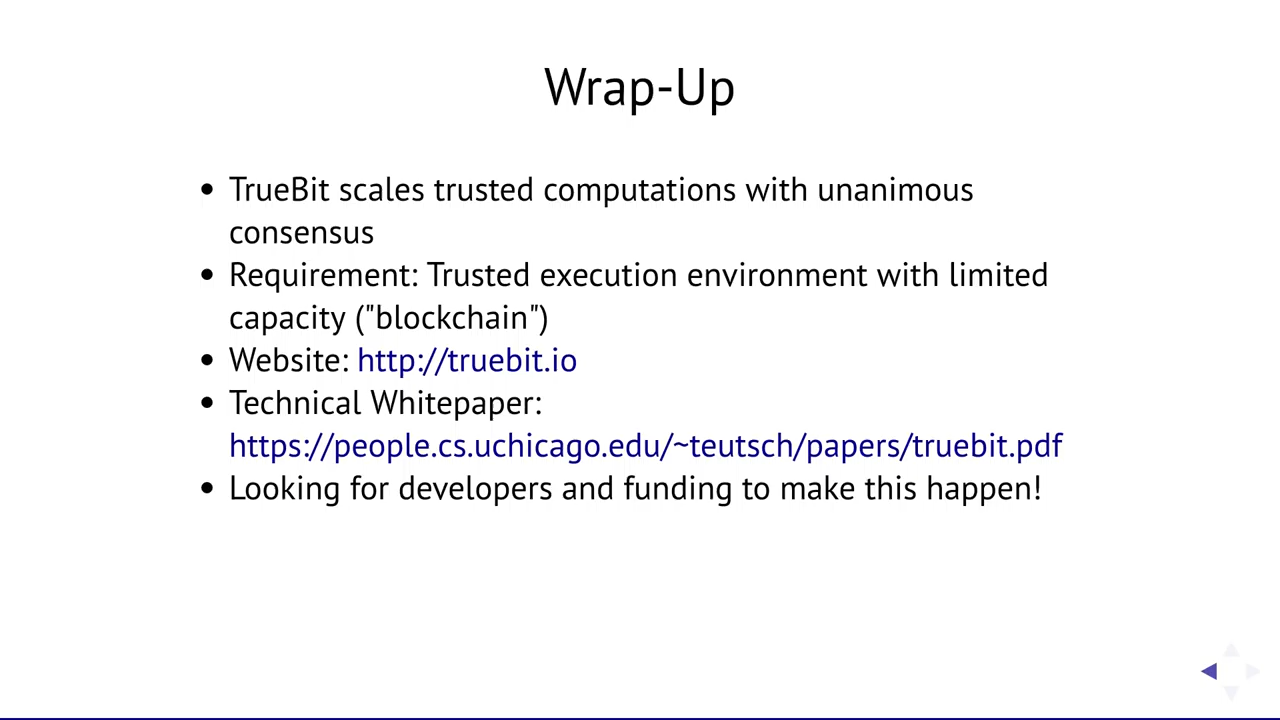 Wrap-Up
• TrueBit scales trusted computations with unanimous
consensus
• Requirement: Trusted execution environment with limited
capacity ("blockchain")
• Website: http://truebit.io
• Technical Whitepaper:
https://people.cs.uchicago.edu/~teutsch/papers/truebit.pdf
• Looking for developers and funding to make this happen!